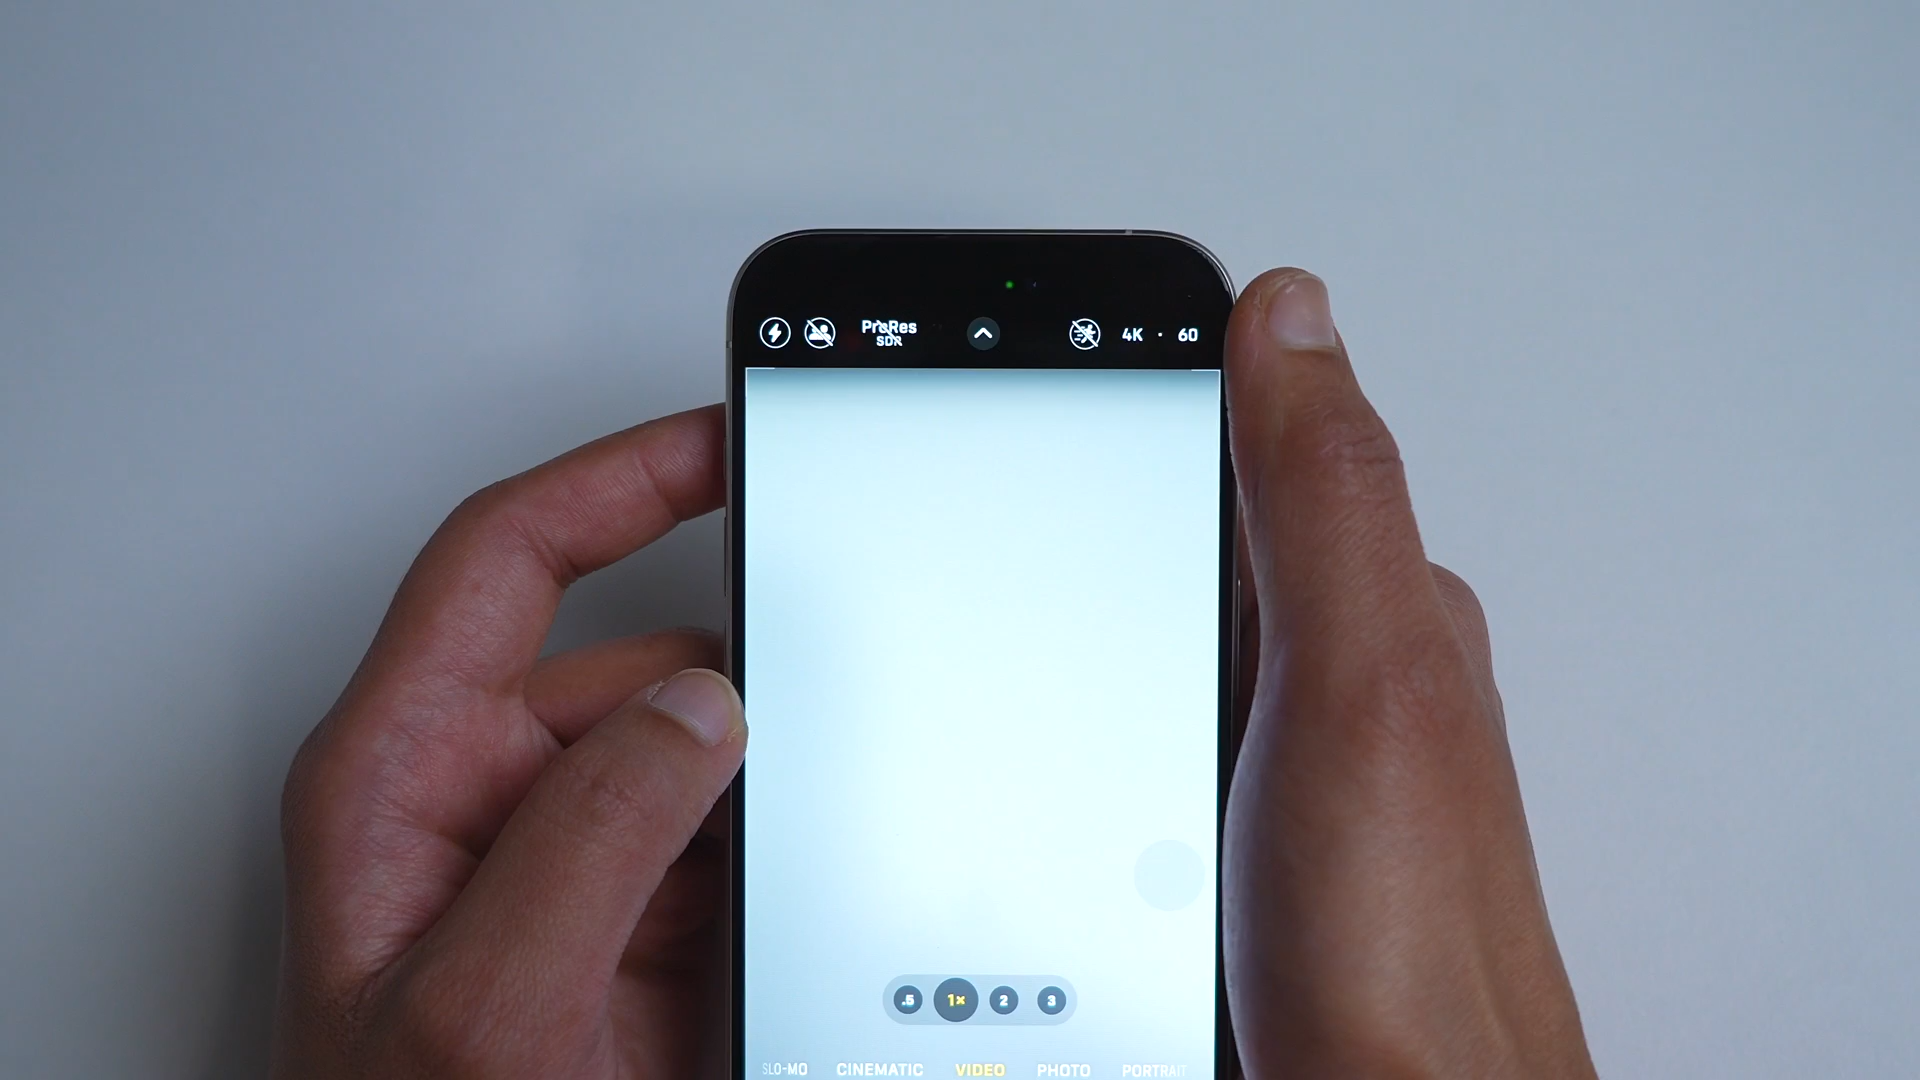 ProRes
SDR
4K · 60
.5 1× 2 3
SLO-MO CINEMATIC VIDEO PHOTO PORTRAIT